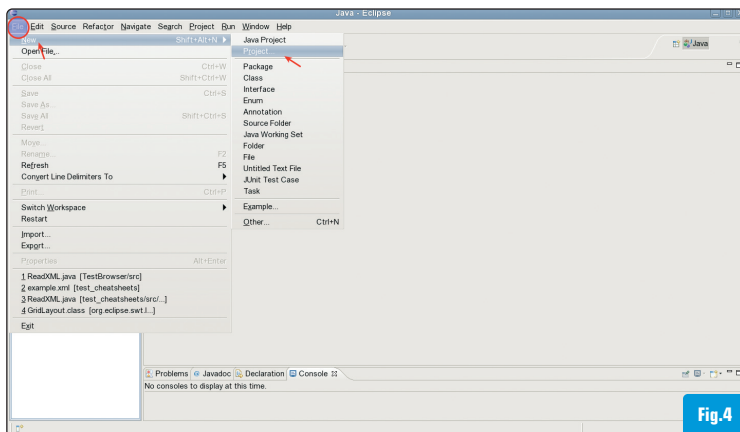 Java - Eclipse
File Edit Source Refactor Navigate Search Project Run Window Help
New Shift+Alt+N
Open File...
Close Ctrl+W
Close All Shift+Ctrl+W
Save Ctrl+S
Save As...
Save All Shift+Ctrl+S
Revert
Move...
Rename... F2
Refresh F5
Convert Line Delimiters To
Print... Ctrl+P
Switch Workspace
Restart
Import...
Export...
Properties Alt+Enter
1 ReadXML.java [TestBrowser/src]
2 example.xml [test_cheatsheets]
3 ReadXML.java [test_cheatsheets/src/...]
4 GridLayout.class [org.eclipse.swt.l...]
Exit
Java Project
Project...
Package
Class
Interface
Enum
Annotation
Source Folder
Java Working Set
Folder
File
Untitled Text File
JUnit Test Case
Task
Example...
Other... Ctrl+N
Java
Problems @ Javadoc Declaration Console
No consoles to display at this time.
Fig.4